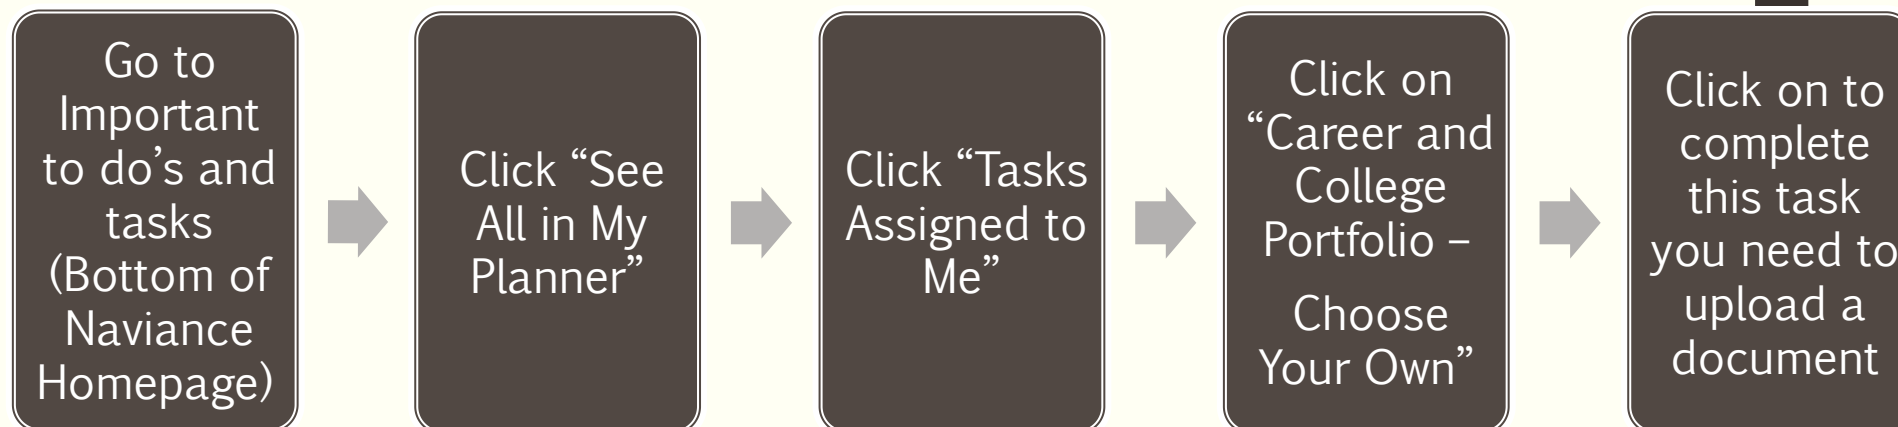 Go to
Important
to do’s and
tasks
(Bottom of
Naviance
Homepage)
Click “See
All in My
Planner”
Click “Tasks
Assigned to
Me”
Click on
“Career and
College
Portfolio –
Choose
Your Own”
Click on to
complete
this task
you need to
upload a
document